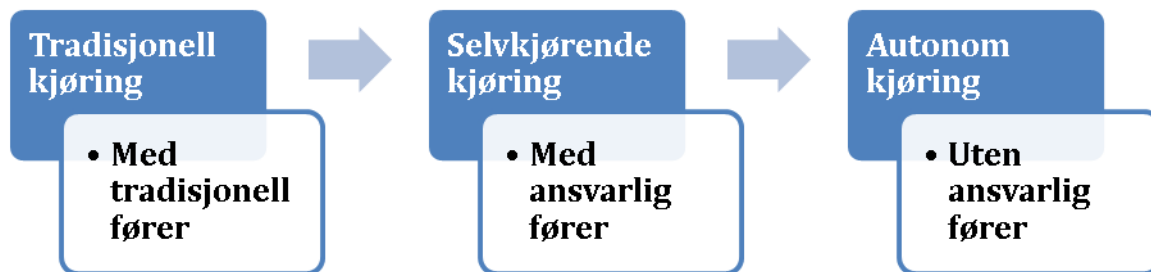 Tradisjonell
kjøring
• Med
tradisjonell
fører
Selvkjørende
kjøring
• Med
ansvarlig
fører
Autonom
kjøring
• Uten
ansvarlig
fører